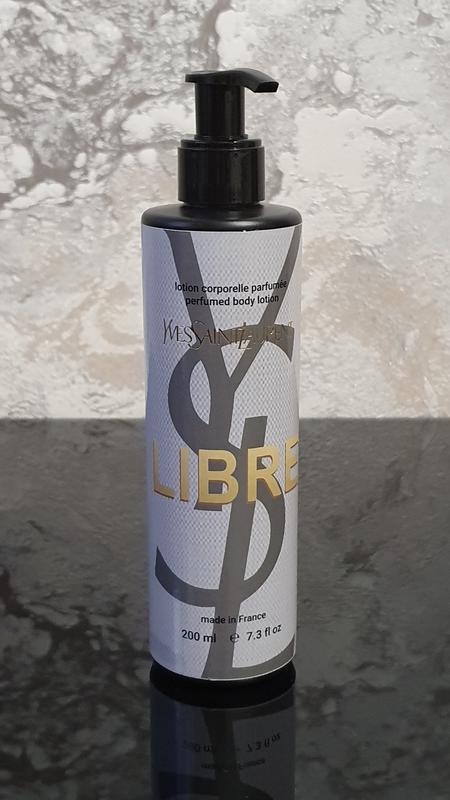 lotion corporelle parfumée
perfumed body lotion
YVESSAINTLAURENT
LIBRE
made in France
200 ml ℮ 7.3 fl oz